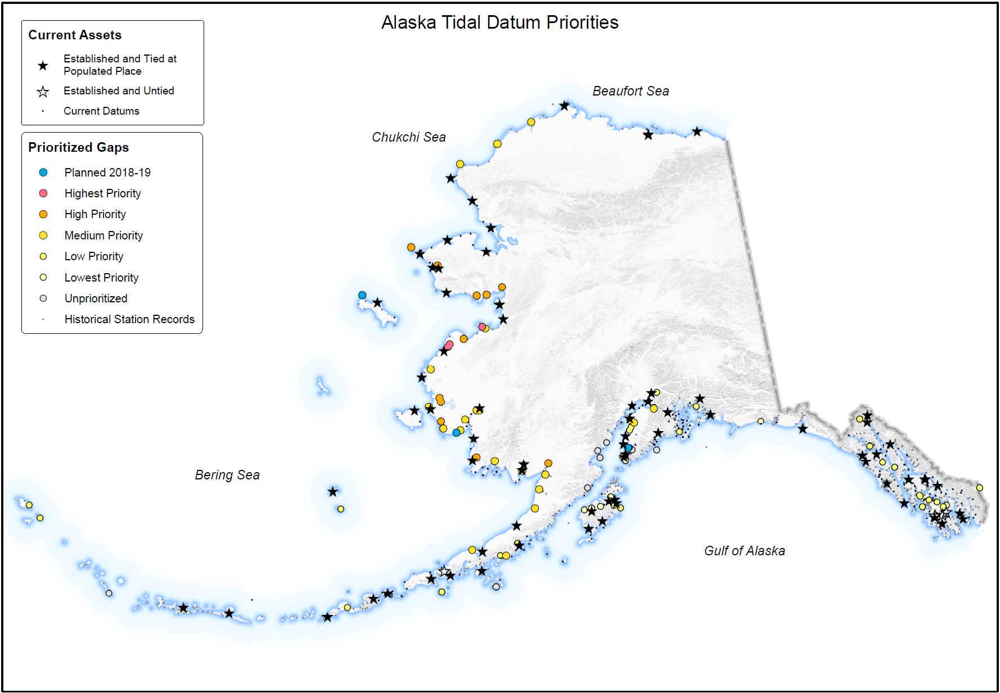 Alaska Tidal Datum Priorities
Current Assets
Established and Tied at
Populated Place
Established and Untied
Current Datums
Prioritized Gaps
Planned 2018-19
Highest Priority
High Priority
Medium Priority
Low Priority
Lowest Priority
Unprioritized
Historical Station Records
Beaufort Sea
Chukchi Sea
Bering Sea
Gulf of Alaska